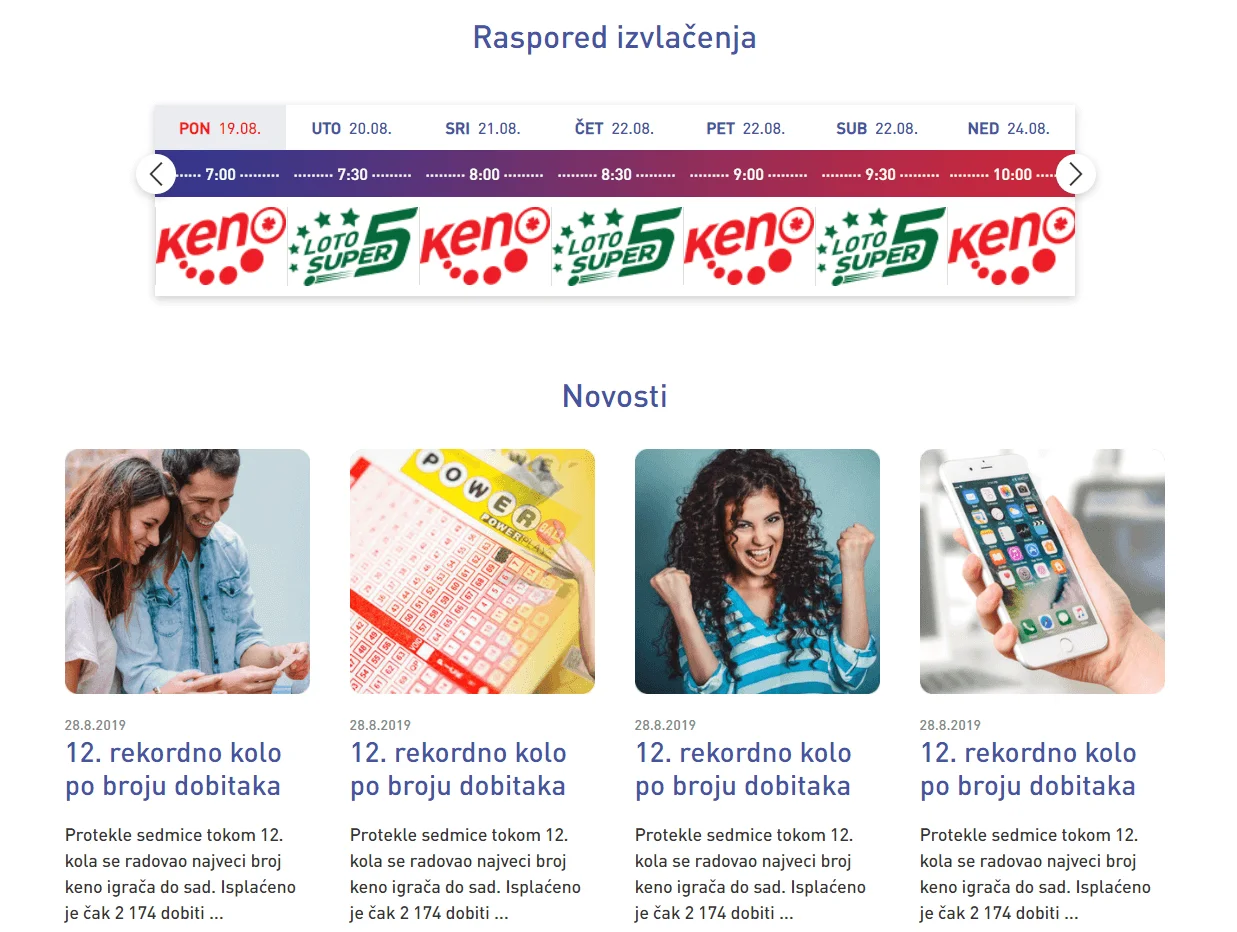 Raspored izvlačenja
PON 19.08. UTO 20.08. SRI 21.08. ČET 22.08. PET 22.08. SUB 22.08. NED 24.08.
7:00 7:30 8:00 8:30 9:00 9:30 10:00
Keno LOTO SUPER 5 Keno LOTO SUPER 5 Keno LOTO SUPER 5 Keno
Novosti
POWER
POWERPLAY
28.8.2019 28.8.2019 28.8.2019 28.8.2019
12. rekordno kolo 12. rekordno kolo 12. rekordno kolo 12. rekordno kolo
po broju dobitaka po broju dobitaka po broju dobitaka po broju dobitaka
Protekle sedmice tokom 12. Protekle sedmice tokom 12. Protekle sedmice tokom 12. Protekle sedmice tokom 12.
kola se radovao najveci broj kola se radovao najveci broj kola se radovao najveci broj kola se radovao najveci broj
keno igrača do sad. Isplaćeno keno igrača do sad. Isplaćeno keno igrača do sad. Isplaćeno keno igrača do sad. Isplaćeno
je čak 2 174 dobiti ... je čak 2 174 dobiti ... je čak 2 174 dobiti ... je čak 2 174 dobiti ...